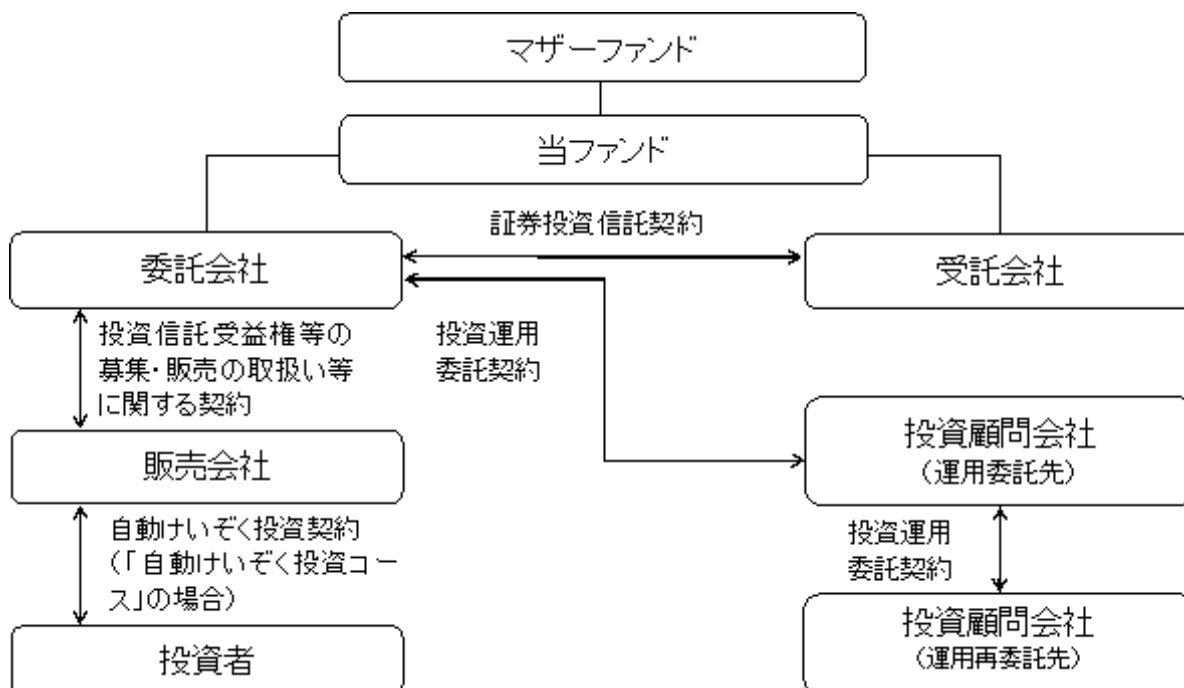 マザーファンド
当ファンド
証券投資信託契約
委託会社
受託会社
投資信託受益権等の
募集・販売の取扱い等
に関する契約
投資運用
委託契約
販売会社
投資顧問会社
（運用委託先）
自動けいぞく投資契約
（「自動けいぞく投資コー
ス」の場合）
投資運用
委託契約
投資者
投資顧問会社
（運用再委託先）